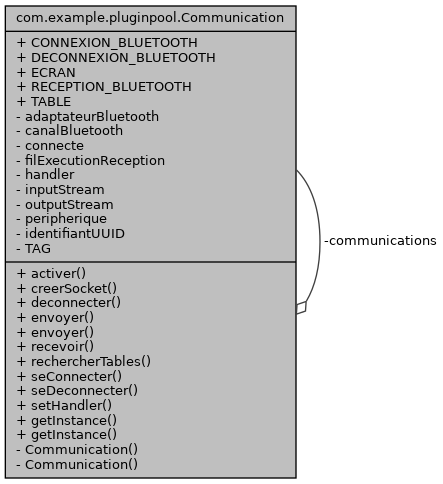 com.example.pluginpool.Communication
+ CONNEXION_BLUETOOTH
+ DECONNEXION_BLUETOOTH
+ ECRAN
+ RECEPTION_BLUETOOTH
+ TABLE
- adaptateurBluetooth
- canalBluetooth
- connecte
- filExecutionReception
- handler
- inputStream
- outputStream
- peripherique
- identifiantUUID
- TAG
+ activer()
+ creerSocket()
+ deconnecter()
+ envoyer()
+ envoyer()
+ recevoir()
+ rechercherTables()
+ seConnecter()
+ seDeconnecter()
+ setHandler()
+ getInstance()
+ getInstance()
- Communication()
- Communication()
-communications